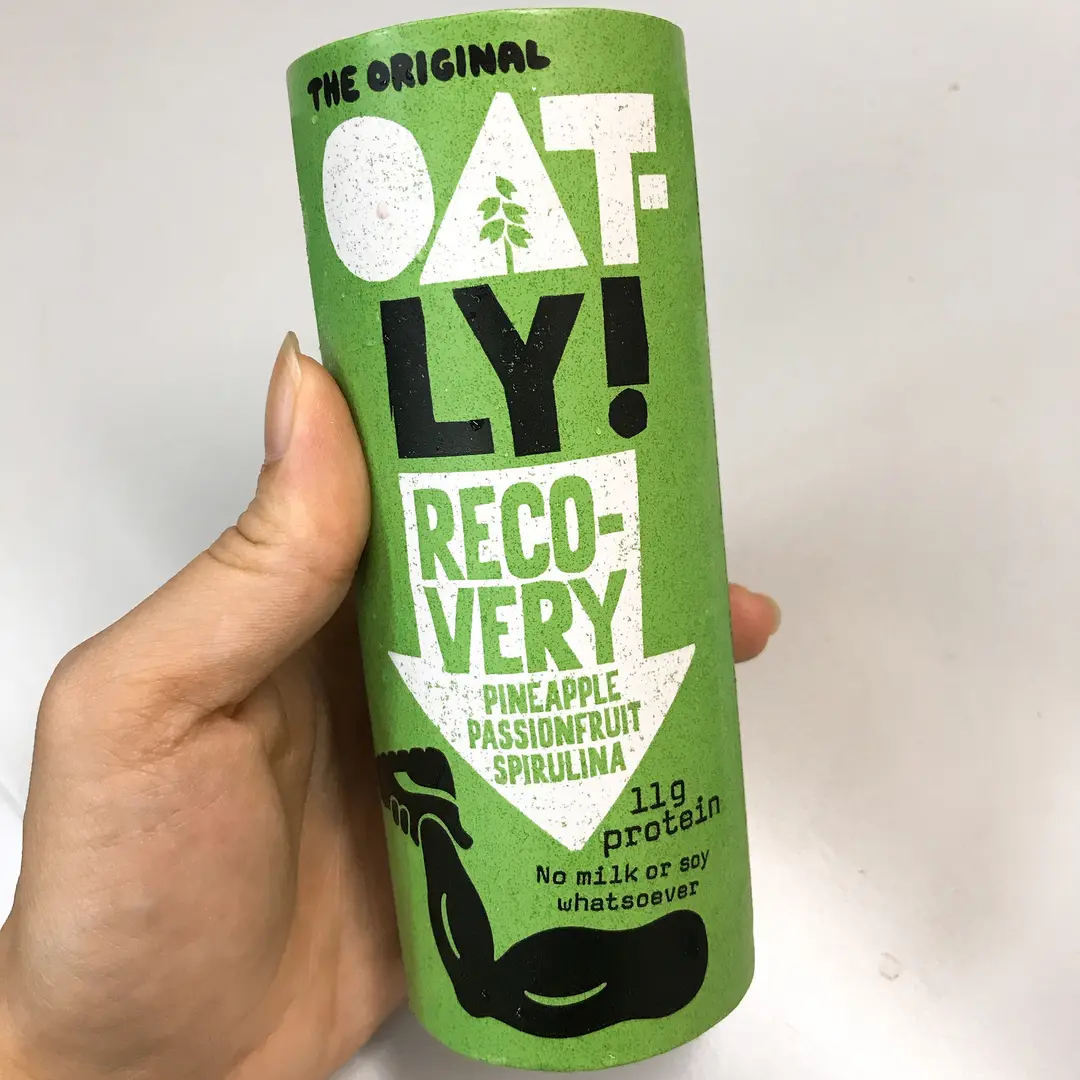 THE ORIGINAL
OAT-
LY!
RECO-
VERY
PINEAPPLE
PASSIONFRUIT
SPIRULINA
11g
protein
No milk or soy
whatsoever